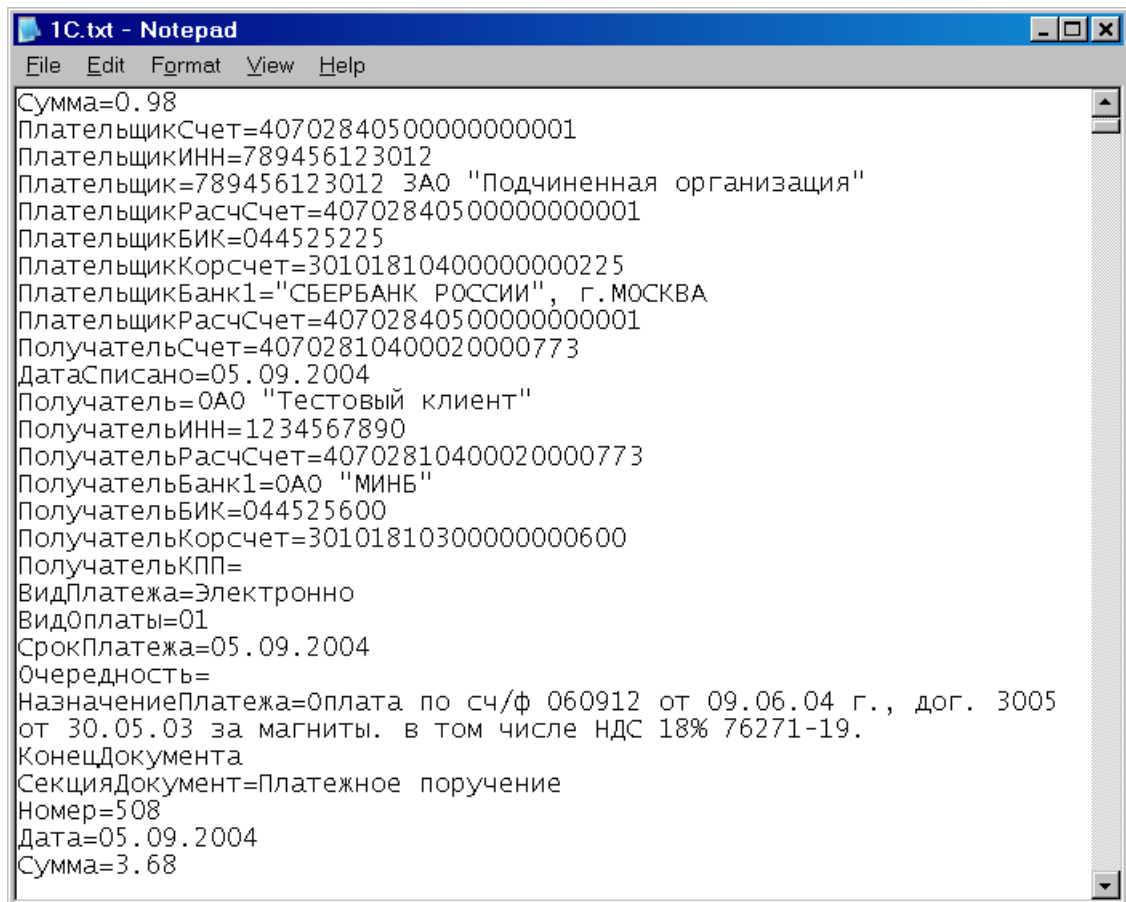 1C.txt - Notepad
File Edit Format View Help
Сумма=0.98
ПлательщикСчет=40702840500000000001
ПлательщикИНН=789456123012
Плательщик=789456123012 ЗАО "Подчиненная организация"
ПлательщикРасчСчет=40702840500000000001
ПлательщикБИК=044525225
ПлательщикКорсчет=30101810400000000225
ПлательщикБанк1="СБЕРБАНК РОССИИ", г.МОСКВА
ПлательщикРасчСчет=40702840500000000001
ПолучательСчет=40702810400020000773
ДатаСписано=05.09.2004
Получатель=ОАО "Тестовый клиент"
ПолучательИНН=1234567890
ПолучательРасчСчет=40702810400020000773
ПолучательБанк1=ОАО "МИНБ"
ПолучательБИК=044525600
ПолучательКорсчет=30101810300000000600
ПолучательКПП=
ВидПлатежа=Электронно
ВидОплаты=01
СрокПлатежа=05.09.2004
Очередность=
НазначениеПлатежа=Оплата по сч/ф 060912 от 09.06.04 г., дог. 3005
от 30.05.03 за магниты. в том числе НДС 18% 76271-19.
КонецДокумента
СекцияДокумент=Платежное поручение
Номер=508
Дата=05.09.2004
Сумма=3.68